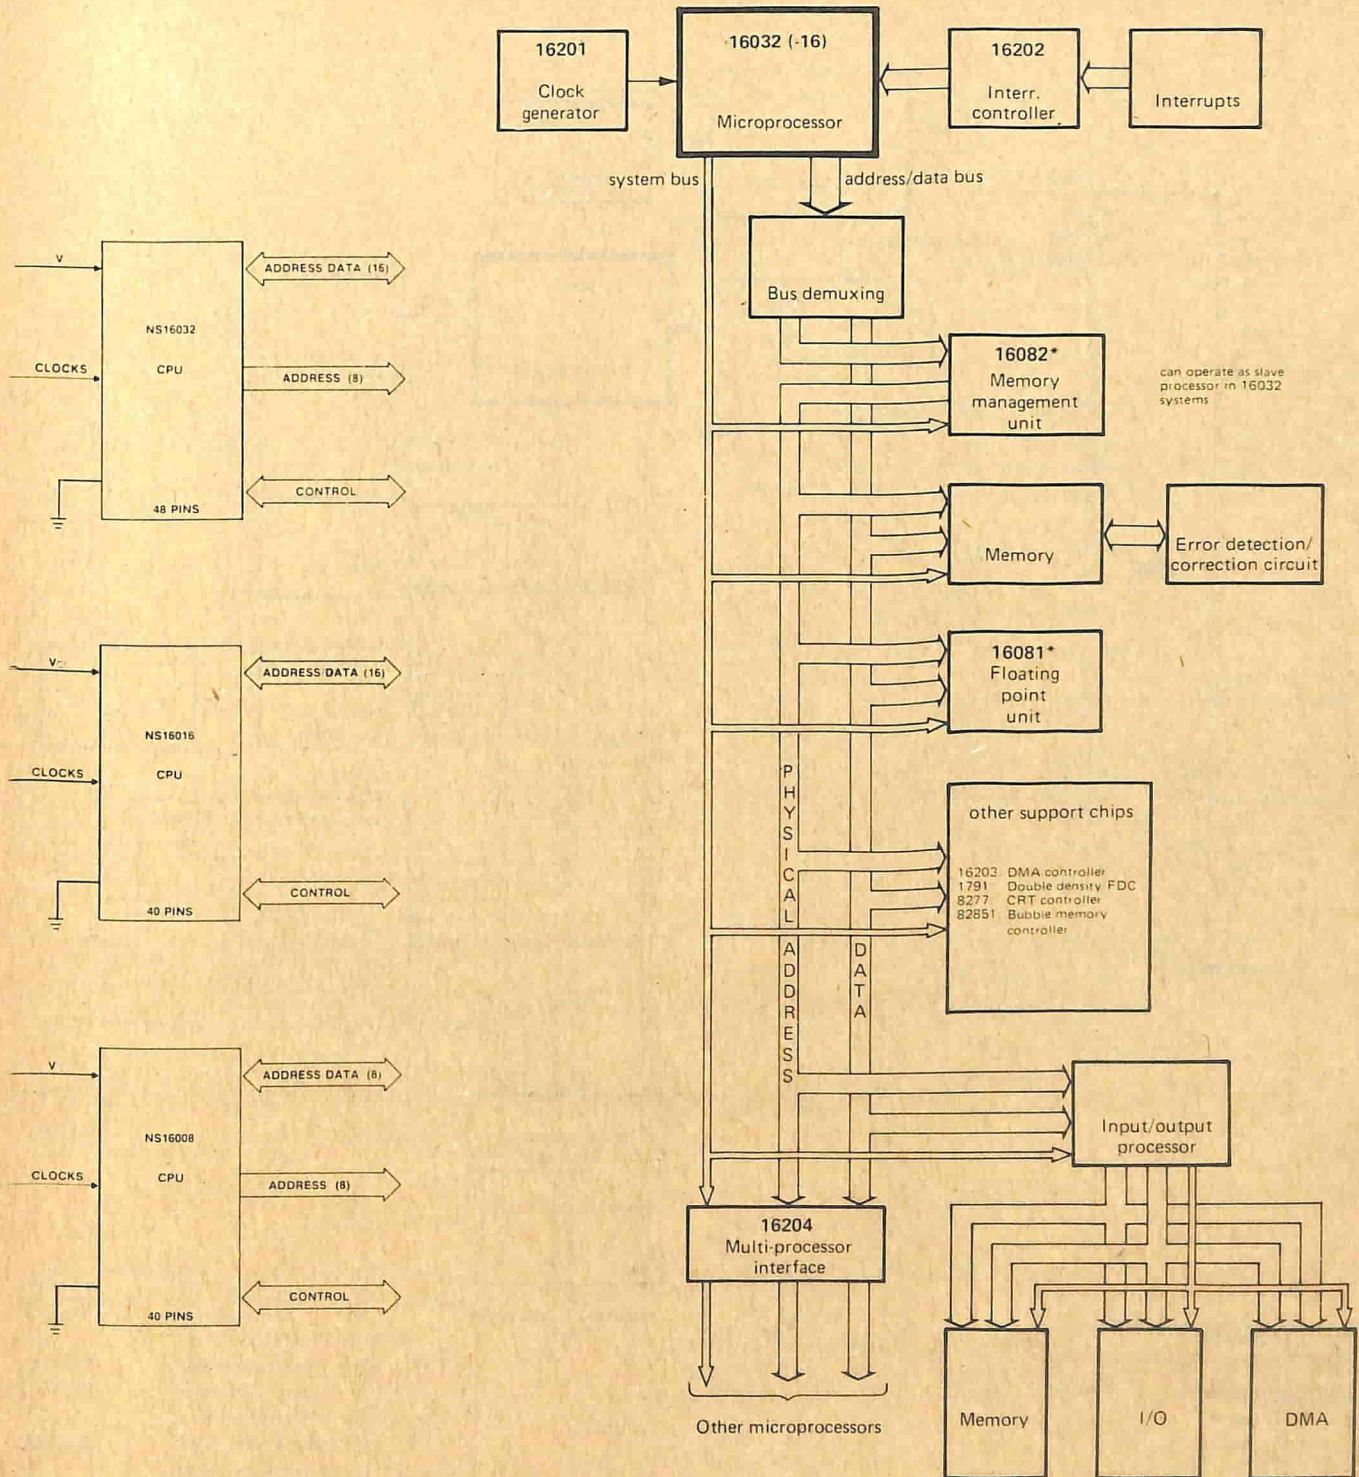 16201
Clock
generator
16032 (-16)
Microprocessor
16202
Interr.
controller
Interrupts
system bus
address/data bus
Bus demuxing
16082*
Memory
management
unit
can operate as slave
processor in 16032
systems
Memory
Error detection/
correction circuit
16081*
Floating
point
unit
PHYSICAL ADDRESS
DATA
other support chips
16203 DMA controller
1791 Double density FDC
8277 CRT controller
82851 Bubble memory
controller
Input/output
processor
16204
Multi-processor
interface
Other microprocessors
Memory
I/O
DMA
V
CLOCKS
NS16032
CPU
48 PINS
ADDRESS DATA (16)
ADDRESS (8)
CONTROL
V
CLOCKS
NS16016
CPU
40 PINS
ADDRESS/DATA (16)
CONTROL
V
CLOCKS
NS16008
CPU
40 PINS
ADDRESS DATA (8)
ADDRESS (8)
CONTROL